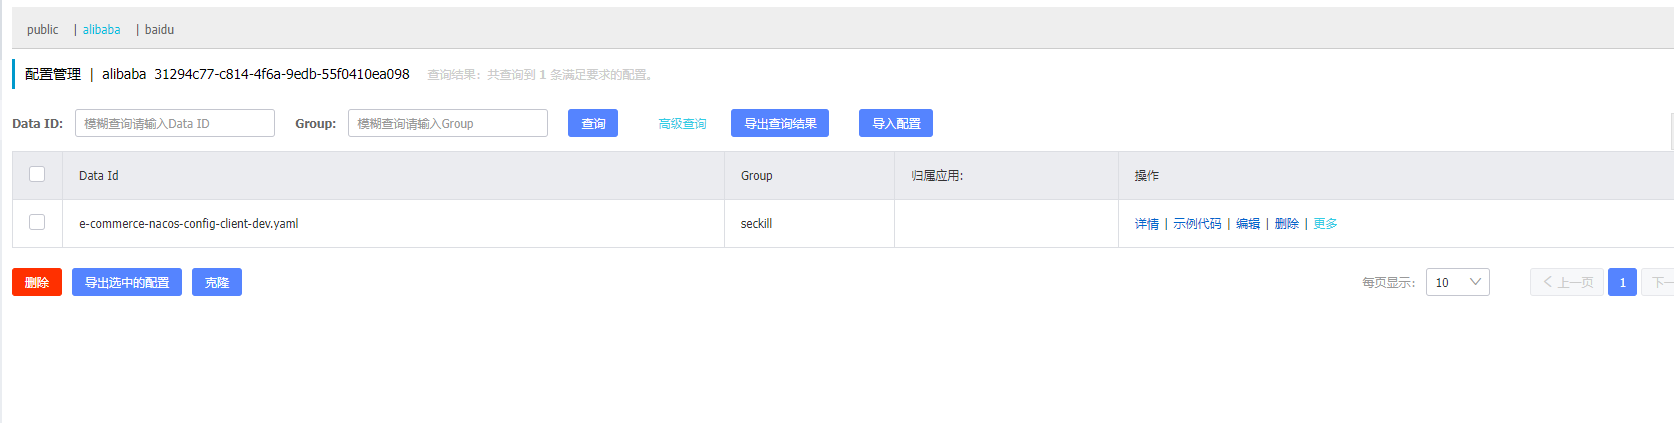 public | alibaba | baidu
配置管理 | alibaba 31294c77-c814-4f6a-9edb-55f0410ea098 查询结果：共查询到 1 条满足要求的配置。
Data ID: 模糊查询请输入Data ID Group: 模糊查询请输入Group 查询 高级查询 导出查询结果 导入配置
Data Id Group 归属应用: 操作
e-commerce-nacos-config-client-dev.yaml seckill 详情 | 示例代码 | 编辑 | 删除 | 更多
删除 导出选中的配置 克隆 每页显示: 10 上一页 1 下一